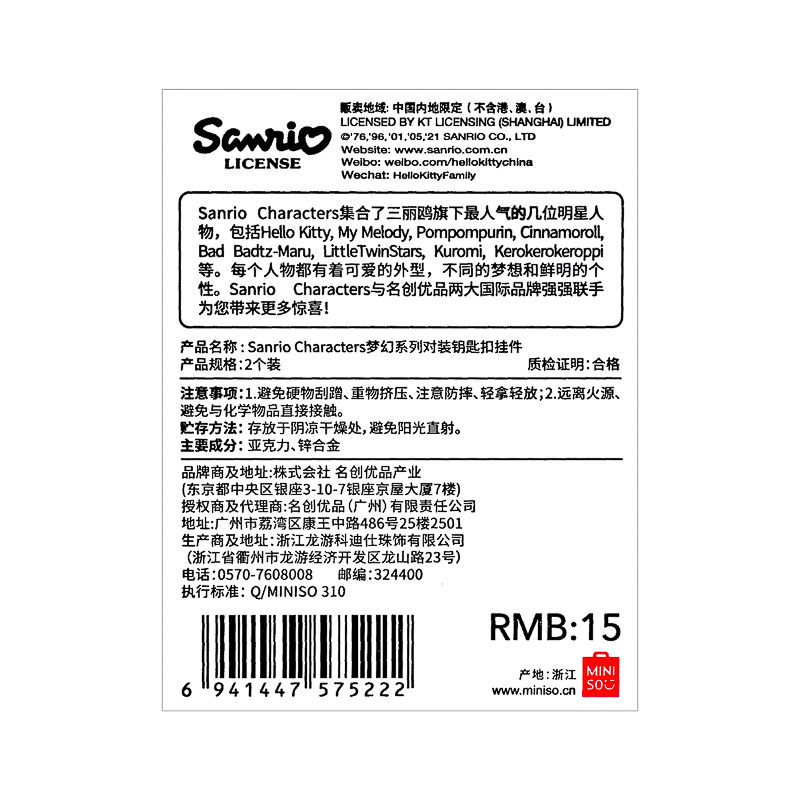 Sanrio
LICENSE
贩卖地域: 中国内地限定 ( 不含港、澳、台 )
LICENSED BY KT LICENSING (SHANGHAI) LIMITED
©'76,'96,'01,'05,'21 SANRIO CO., LTD
Website: www.sanrio.com.cn
Weibo: weibo.com/hellokittychina
Wechat: HelloKittyFamily
Sanrio Characters集合了三丽鸥旗下最人气的几位明星人
物，包括Hello Kitty, My Melody, Pompompurin, Cinnamoroll,
Bad Badtz-Maru, LittleTwinStars, Kuromi, Kerokerokeroppi
等。每个人物都有着可爱的外型，不同的梦想和鲜明的个
性。Sanrio Characters与名创优品两大国际品牌强强联手
为您带来更多惊喜!
产品名称 : Sanrio Characters梦幻系列对装钥匙扣挂件
产品规格:2个装 质检证明:合格
注意事项:1.避免硬物刮蹭、重物挤压、注意防摔、轻拿轻放;2.远离火源、
避免与化学物品直接接触。
贮存方法: 存放于阴凉干燥处,避免阳光直射。
主要成分: 亚克力、锌合金
品牌商及地址:株式会社 名创优品产业
(东京都中央区银座3-10-7银座京屋大厦7楼)
授权商及代理商:名创优品（广州）有限责任公司
地址:广州市荔湾区康王中路486号25楼2501
生产商及地址:浙江龙游科迪仕珠饰有限公司
（浙江省衢州市龙游经济开发区龙山路23号）
电话:0570-7608008 邮编:324400
执行标准: Q/MINISO 310
RMB:15
6 941447 575222
产地:浙江
www.miniso.cn
MINI
SO